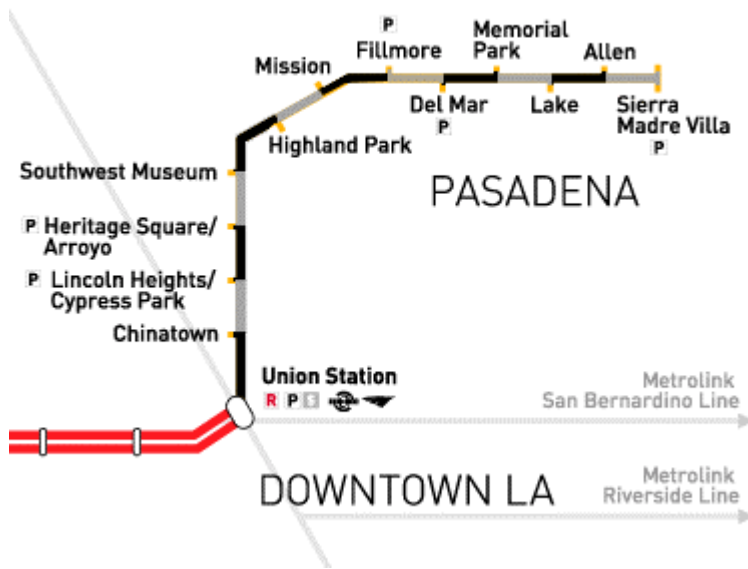 P
Fillmore
Memorial
Park
Allen
Mission
Del Mar
P
Lake
Sierra
Madre Villa
P
Highland Park
Southwest Museum
PASADENA
P Heritage Square/
Arroyo
P Lincoln Heights/
Cypress Park
Chinatown
Union Station
R P $
Metrolink
San Bernardino Line
DOWNTOWN LA
Metrolink
Riverside Line